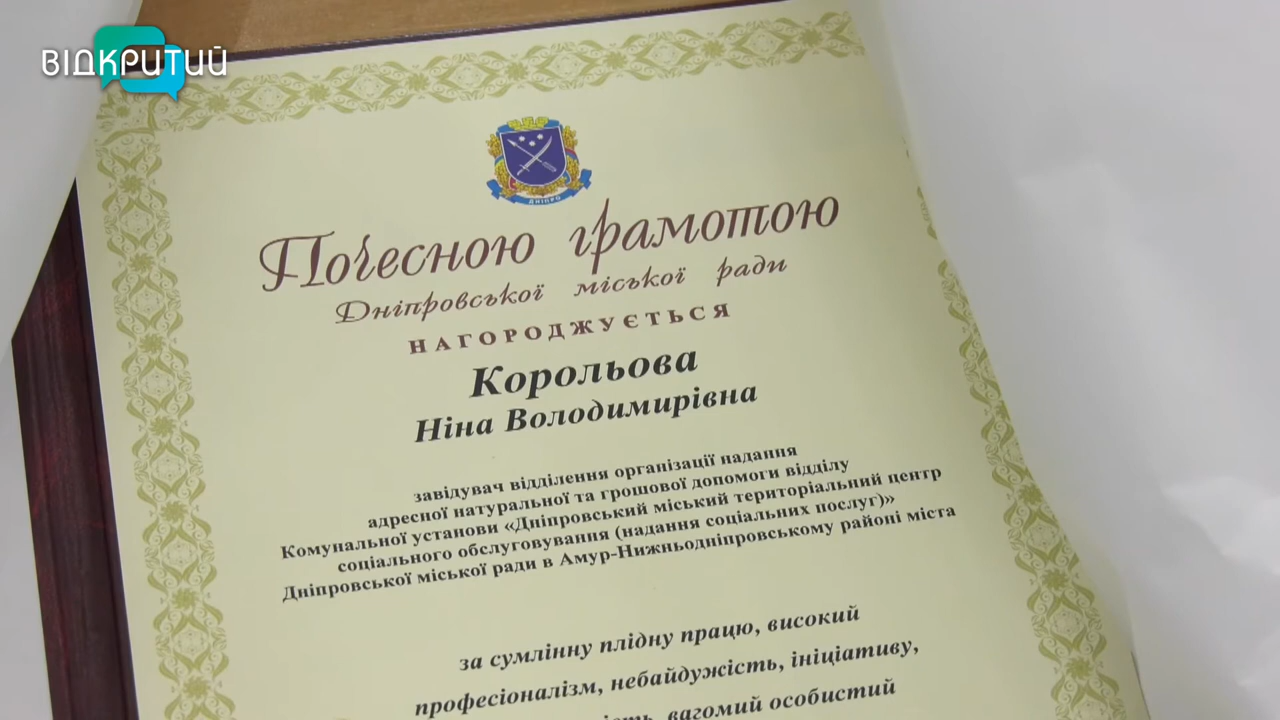 ВІДКРИТИЙ
ДНІПРО
Почесною грамотою
Дніпровської міської ради
НАГОРОДЖУЄТЬСЯ
Корольова
Ніна Володимирівна
завідувач відділення організації надання
адресної натуральної та грошової допомоги відділу
Комунальної установи «Дніпровський міський територіальний центр
соціального обслуговування (надання соціальних послуг)»
Дніпровської міської ради в Амур-Нижньодніпровському районі міста
за сумлінну плідну працю, високий
професіоналізм, небайдужість, ініціативу,
вагомий особистий